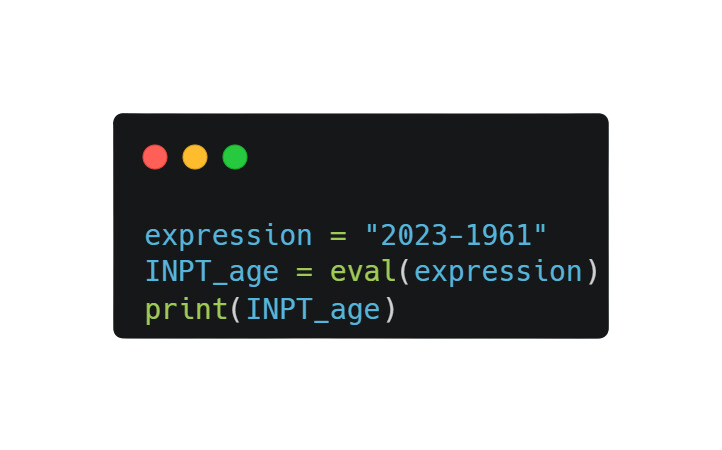 expression = "2023-1961"
INPT_age = eval(expression)
print(INPT_age)